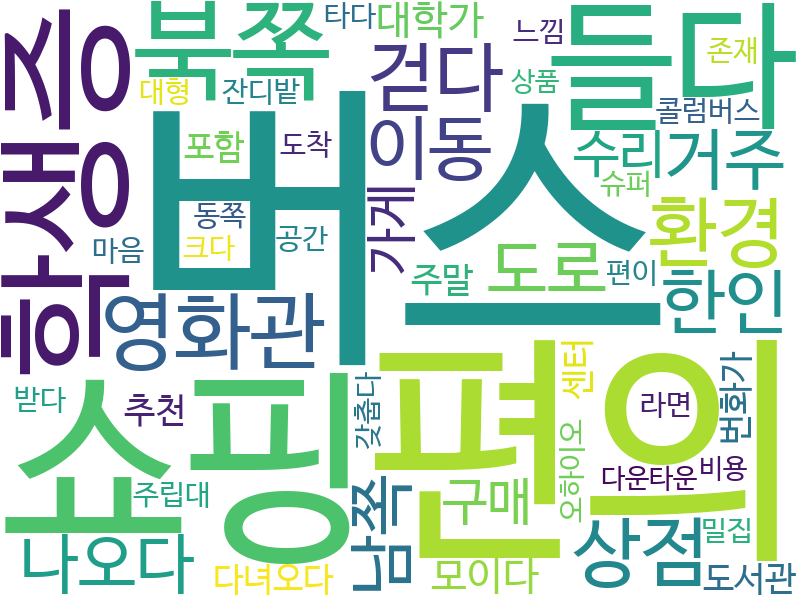 북쪽
타다
대학가
느낌
들다
존재
학생증
대형
잔디밭
걷다
상품
콜럼버스
버스
포함
도착
이동
수리
거주
슈퍼
동쪽
마음
크다
공간
가게
환경
주말
도로
편이
영화관
한인
쇼핑
편의
센터
받다
추천
갖춥다
라면
번화가
주립대
남쪽
구매
오하이오
다운타운
비용
나오다
다녀오다
모이다
상점
밀집
도서관